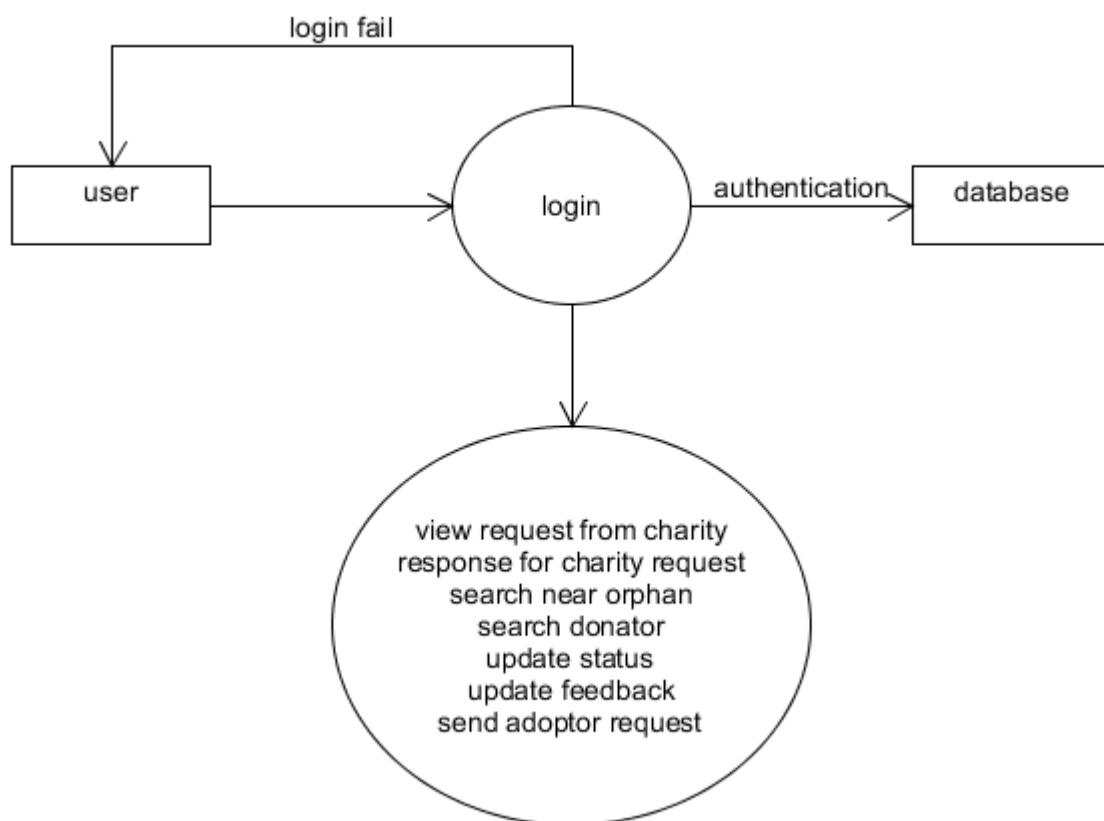 login fail
user
login
authentication
database
view request from charity
response for charity request
search near orphan
search donator
update status
update feedback
send adoptor request